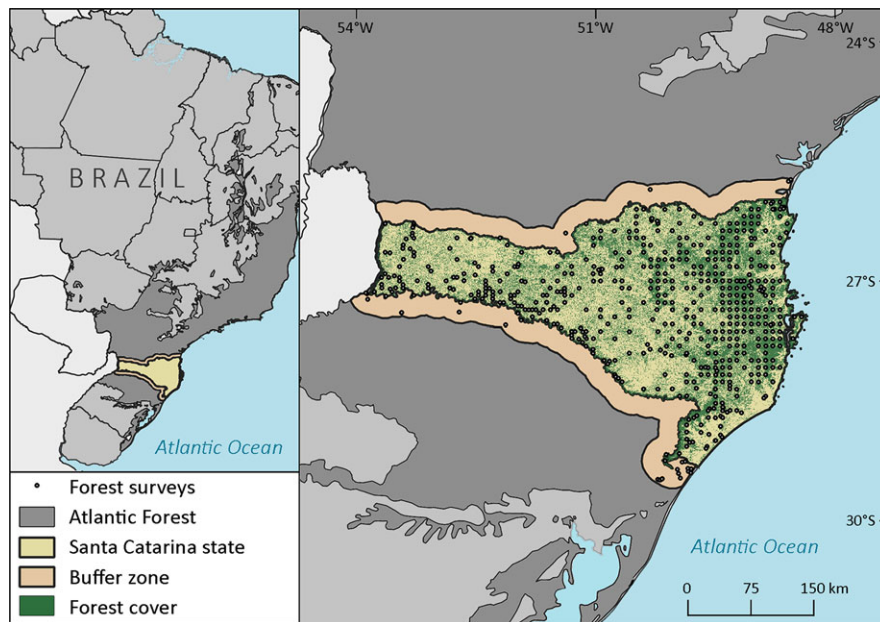 54°W 51°W 48°W
24°S
BRAZIL
27°S
Atlantic Ocean
Forest surveys
Atlantic Forest
Santa Catarina state
Buffer zone
Forest cover
30°S
Atlantic Ocean
0 75 150 km